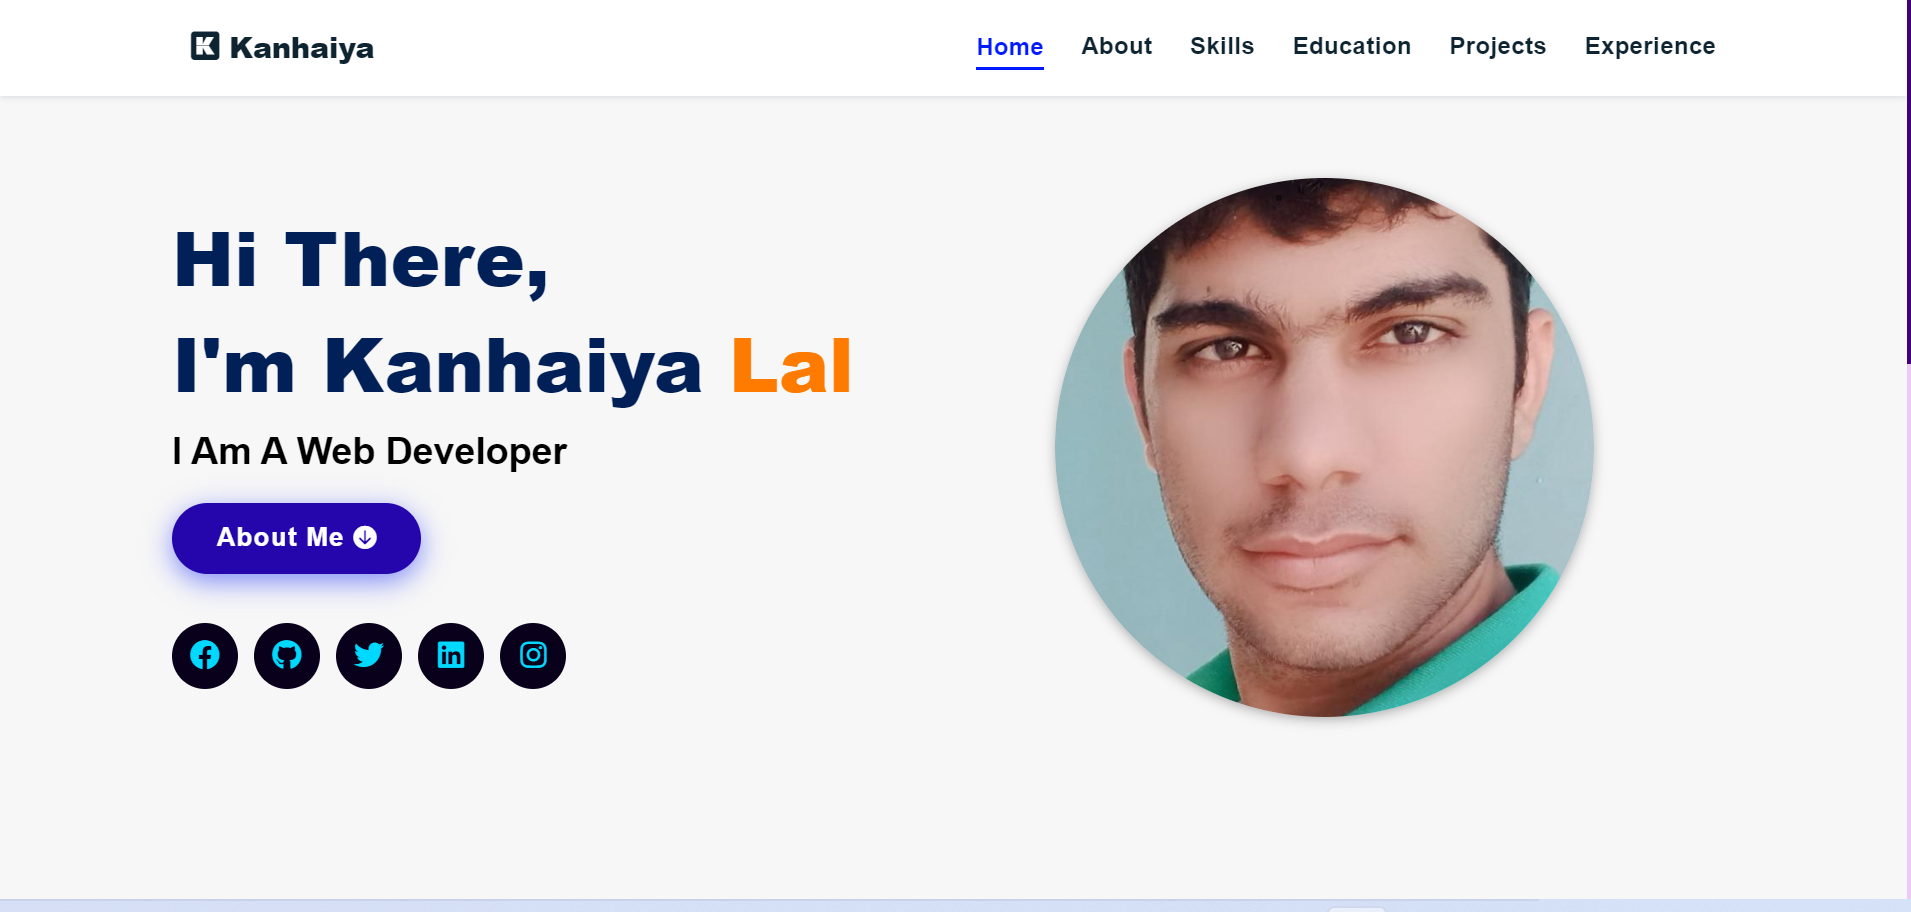 Kanhaiya
Home About Skills Education Projects Experience
Hi There,
I'm Kanhaiya Lal
I Am A Web Developer
About Me